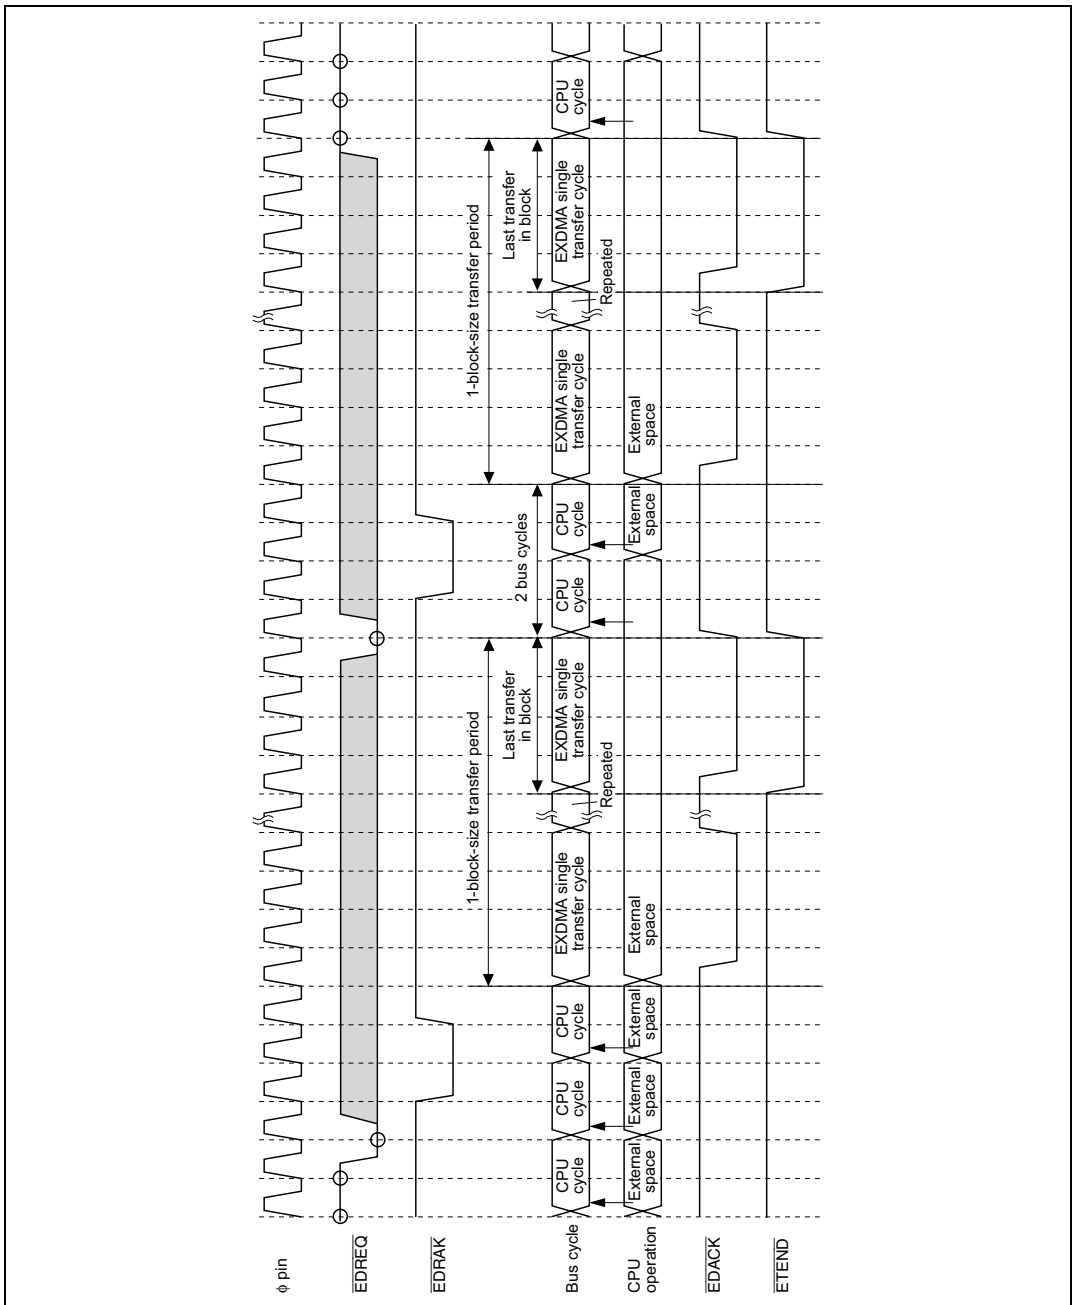 φ pin
EDREQ
EDRAK
1-block-size transfer period
1-block-size transfer period
Last transfer
in block
2 bus cycles
Last transfer
in block
Bus cycle
CPU
cycle
CPU
cycle
CPU
cycle
EXDMA single
transfer cycle
EXDMA single
transfer cycle
CPU
cycle
CPU
cycle
EXDMA single
transfer cycle
EXDMA single
transfer cycle
CPU
cycle
Repeated
Repeated
CPU
operation
External
space
External
space
External
space
External
space
External
space
External
space
EDACK
ETEND